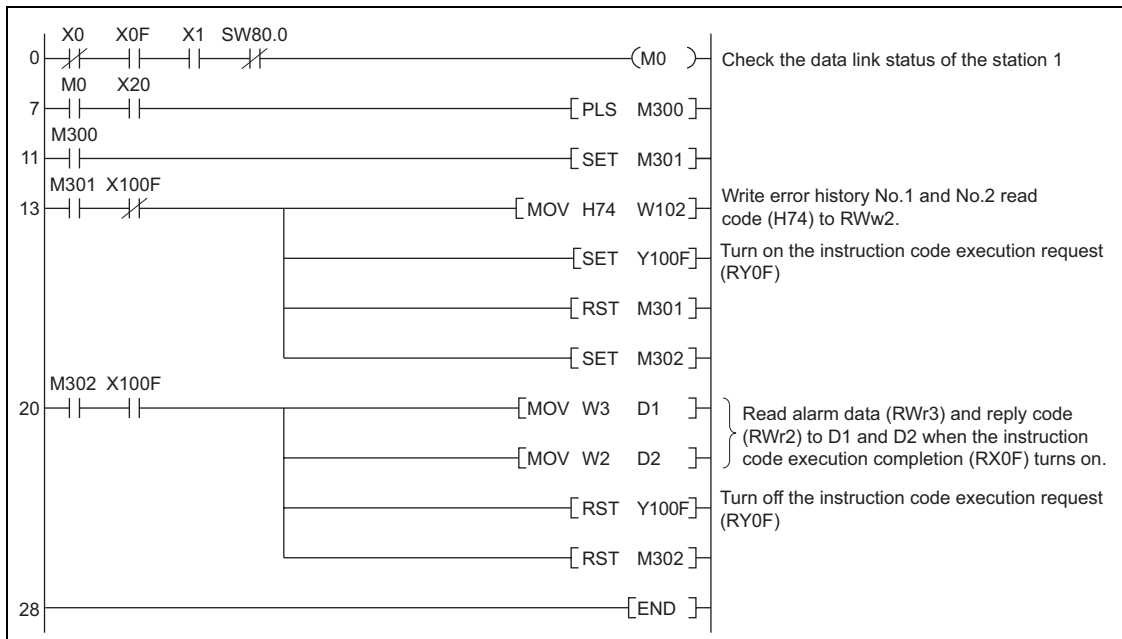 X0 X0F X1 SW80.0
0 M0 Check the data link status of the station 1
M0 X20
7 PLS M300
M300
11 SET M301
M301 X100F
13 MOV H74 W102 Write error history No.1 and No.2 read
code (H74) to RWw2.
SET Y100F Turn on the instruction code execution request
(RY0F)
RST M301
SET M302
M302 X100F
20 MOV W3 D1 Read alarm data (RWr3) and reply code
(RWr2) to D1 and D2 when the instruction
MOV W2 D2 code execution completion (RX0F) turns on.
RST Y100F Turn off the instruction code execution request
(RY0F)
RST M302
28 END